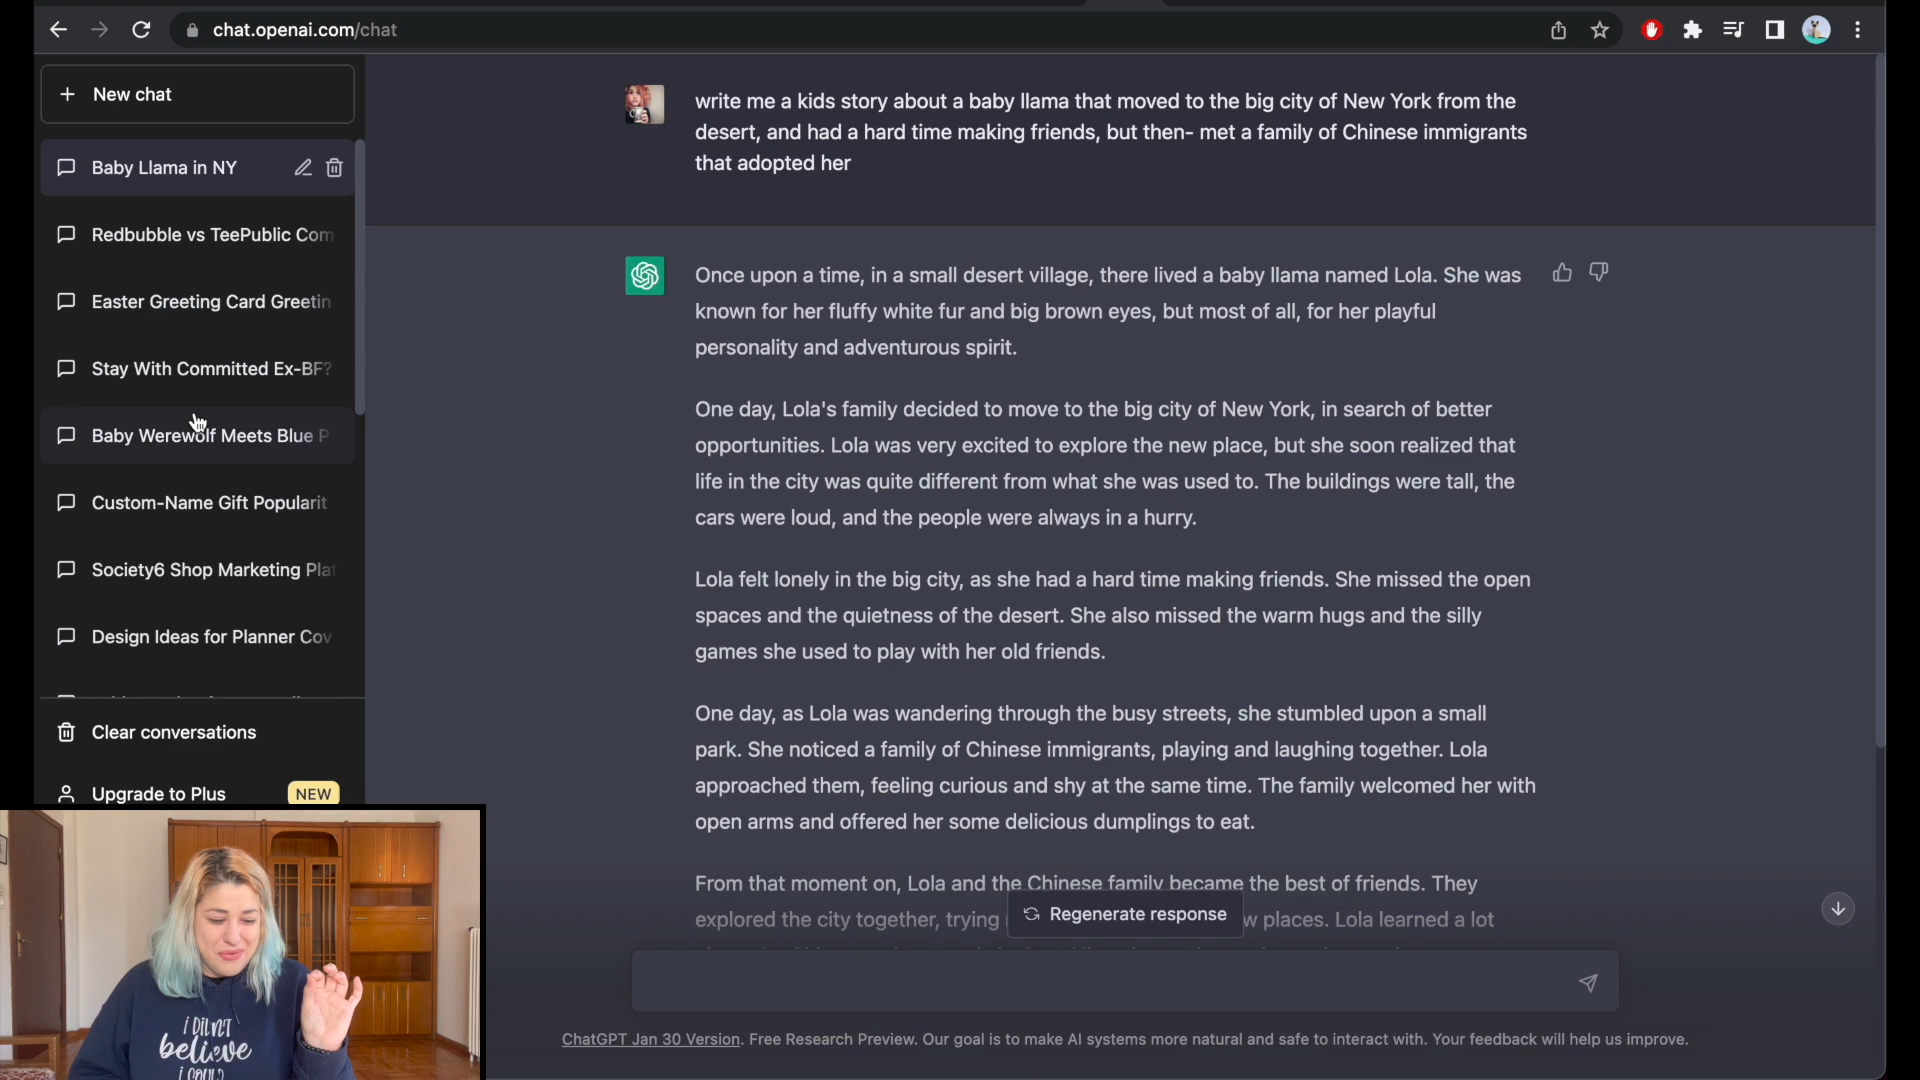 chat.openai.com/chat
New chat
Baby Llama in NY
Redbubble vs TeePublic Com
Easter Greeting Card Greetin
Stay With Committed Ex-BF?
Baby Werewolf Meets Blue P
Custom-Name Gift Popularit
Society6 Shop Marketing Plat
Design Ideas for Planner Cov
Clear conversations
Upgrade to Plus NEW
write me a kids story about a baby llama that moved to the big city of New York from the
desert, and had a hard time making friends, but then- met a family of Chinese immigrants
that adopted her
Once upon a time, in a small desert village, there lived a baby llama named Lola. She was
known for her fluffy white fur and big brown eyes, but most of all, for her playful
personality and adventurous spirit.
One day, Lola's family decided to move to the big city of New York, in search of better
opportunities. Lola was very excited to explore the new place, but she soon realized that
life in the city was quite different from what she was used to. The buildings were tall, the
cars were loud, and the people were always in a hurry.
Lola felt lonely in the big city, as she had a hard time making friends. She missed the open
spaces and the quietness of the desert. She also missed the warm hugs and the silly
games she used to play with her old friends.
One day, as Lola was wandering through the busy streets, she stumbled upon a small
park. She noticed a family of Chinese immigrants, playing and laughing together. Lola
approached them, feeling curious and shy at the same time. The family welcomed her with
open arms and offered her some delicious dumplings to eat.
From that moment on, Lola and the Chinese family became the best of friends. They
explored the city together, trying w places. Lola learned a lot
Regenerate response
ChatGPT Jan 30 Version. Free Research Preview. Our goal is to make AI systems more natural and safe to interact with. Your feedback will help us improve.
i DIDN'T
believe
i COULD